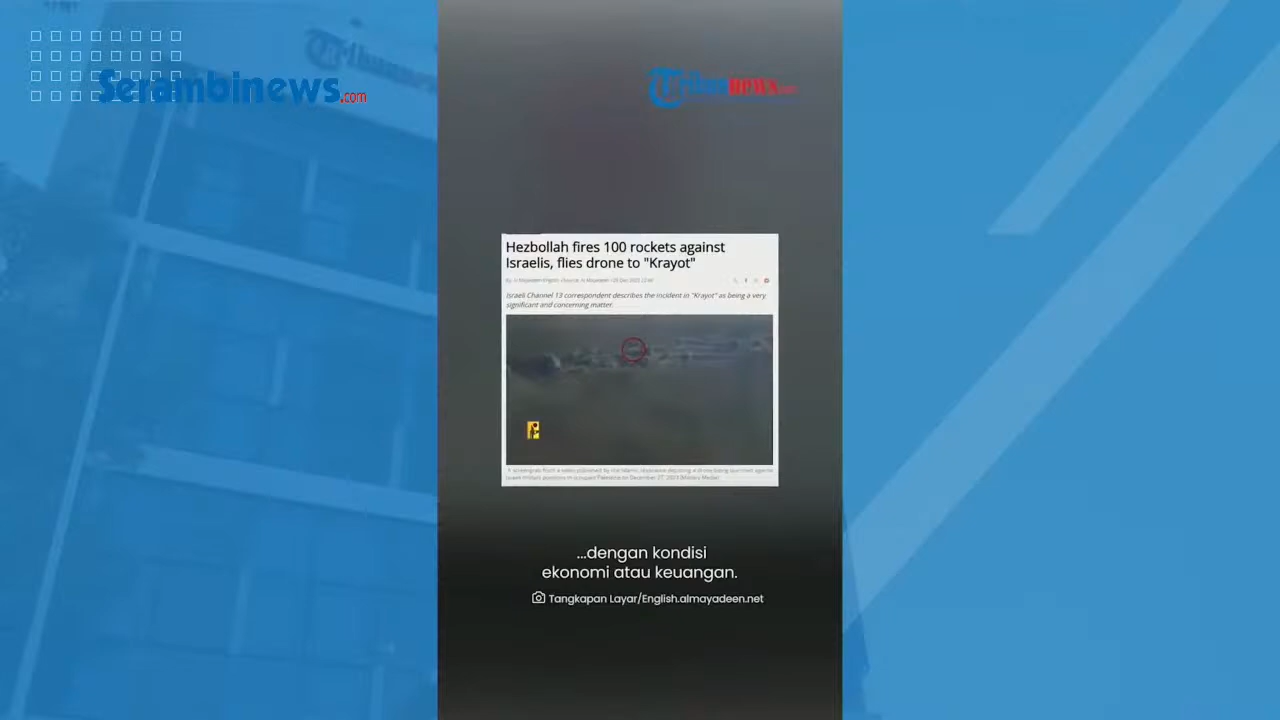 Serambinews.com
Tribunnews.com
Hezbollah fires 100 rockets against
Israelis, flies drone to "Krayot"
Israeli Channel 13 correspondent describes the incident in "Krayot" as being a very
significant and concerning matter.
...dengan kondisi
ekonomi atau keuangan.
Tangkapan Layar/English.almayadeen.net